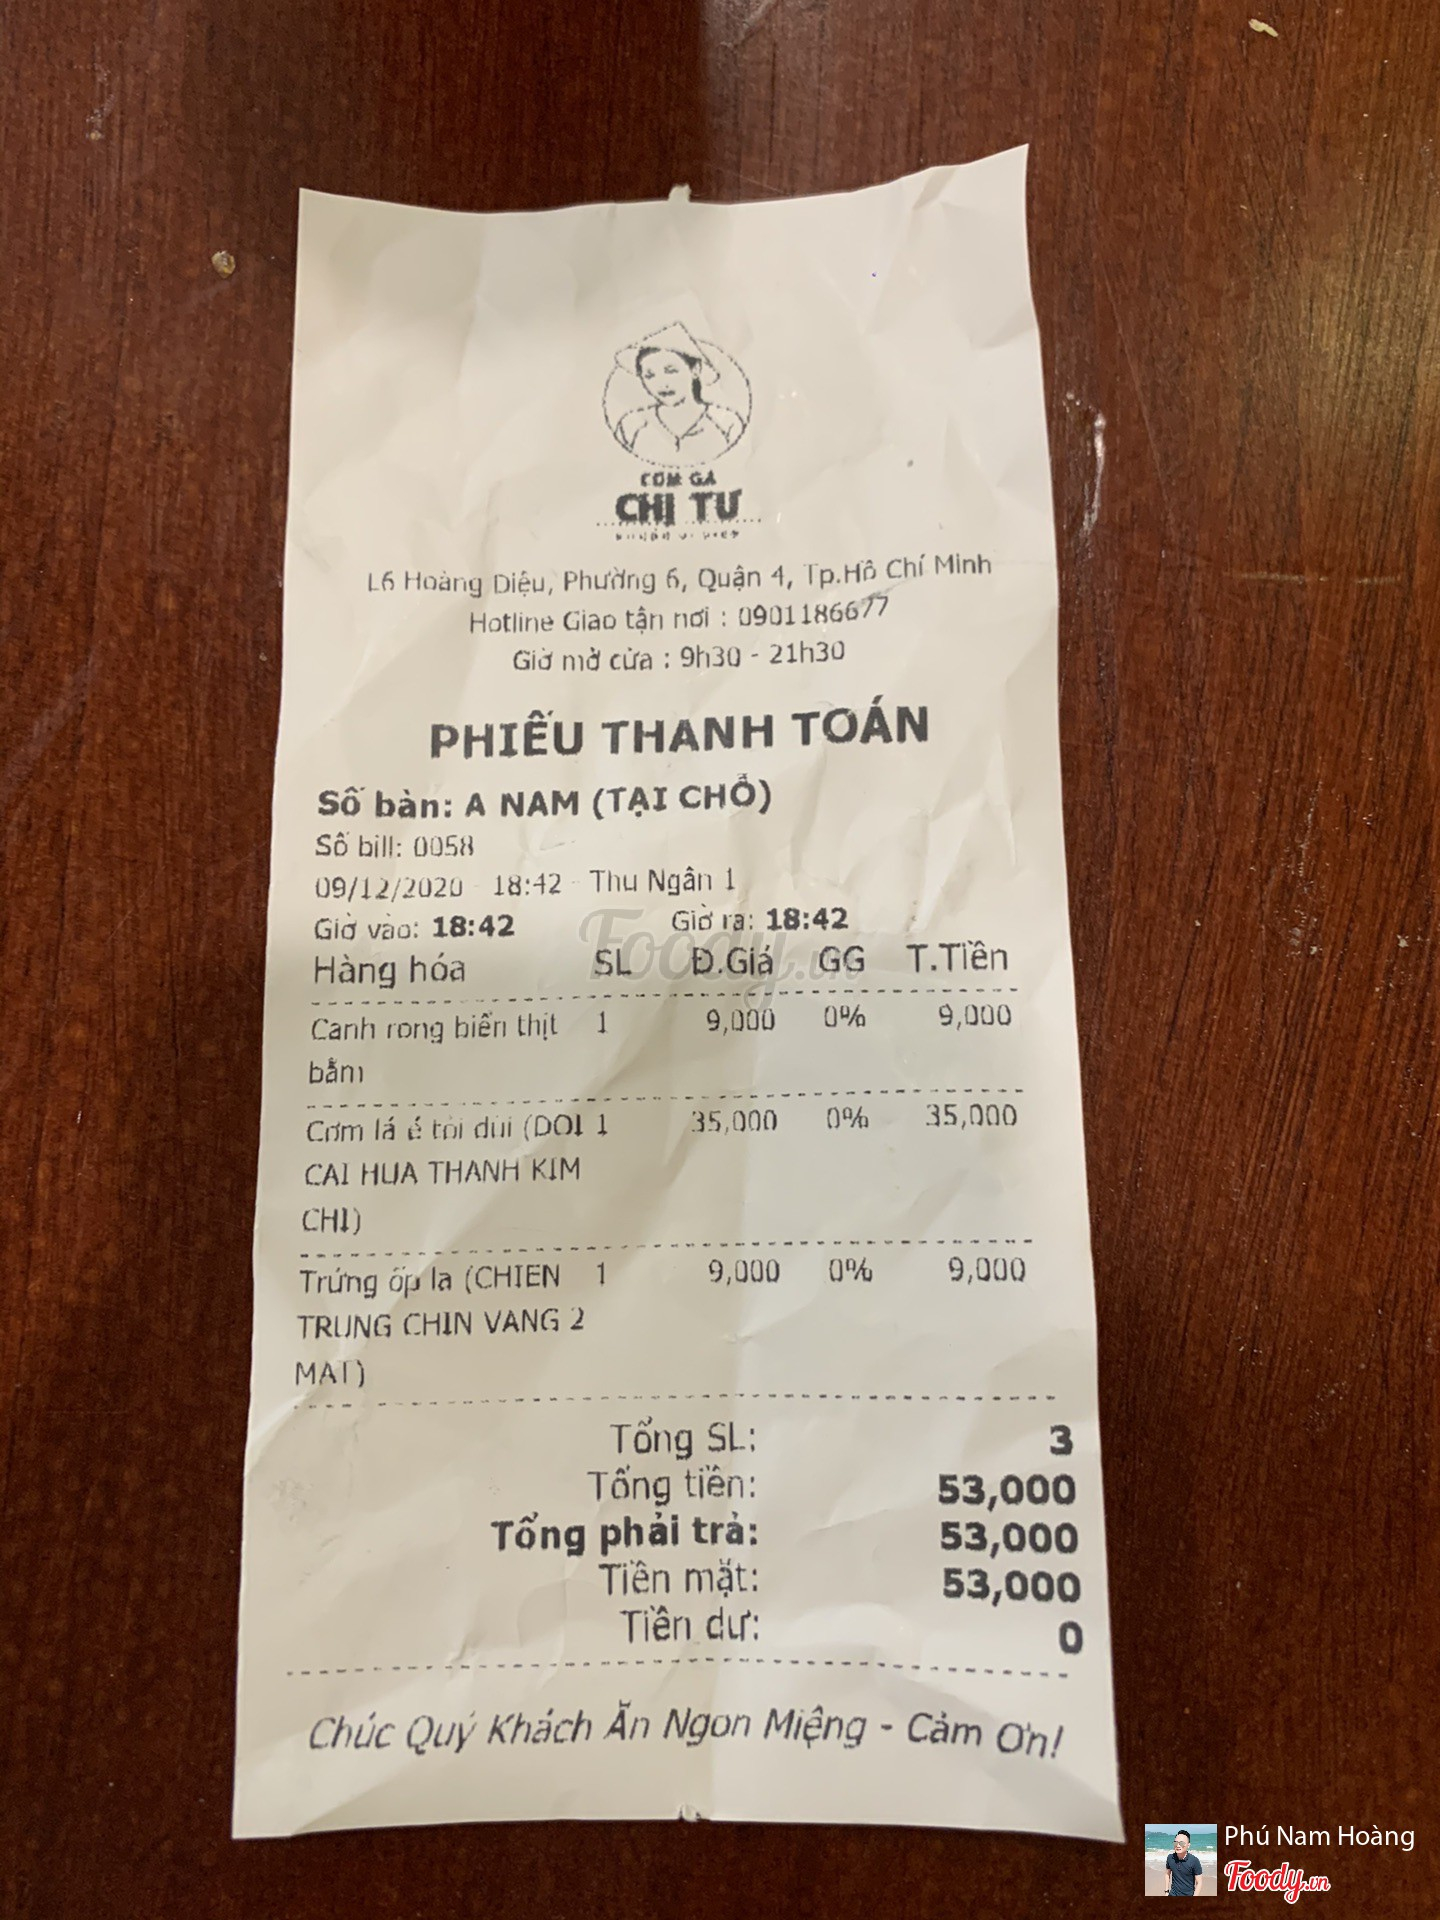 CƠM GÀ
CHỊ TƯ
L6 Hoàng Diệu, Phường 6, Quận 4, Tp.Hồ Chí Minh
Hotline Giao tận nơi : 0901186677
Giờ mở cửa : 9h30 - 21h30
PHIẾU THANH TOÁN
Số bàn: A NAM (TẠI CHỖ)
Số bill: 0058
09/12/2020 - 18:42 - Thu Ngân 1
Giờ vào: 18:42 Giờ ra: 18:42
Hàng hóa SL Đ.Giá GG T.Tiền
Canh rong biển thịt 1 9,000 0% 9,000
bằm
Cơm lá é tỏi đùi (DOI 1 35,000 0% 35,000
CAI HUA THANH KIM
CHI)
Trứng ốp la (CHIEN 1 9,000 0% 9,000
TRUNG CHIN VANG 2
MAT)
Tổng SL: 3
Tổng tiền: 53,000
Tổng phải trả: 53,000
Tiền mặt: 53,000
Tiền dư: 0
Chúc Quý Khách Ăn Ngon Miệng - Cảm Ơn!
Foody.vn
Phú Nam Hoàng
Foody.vn